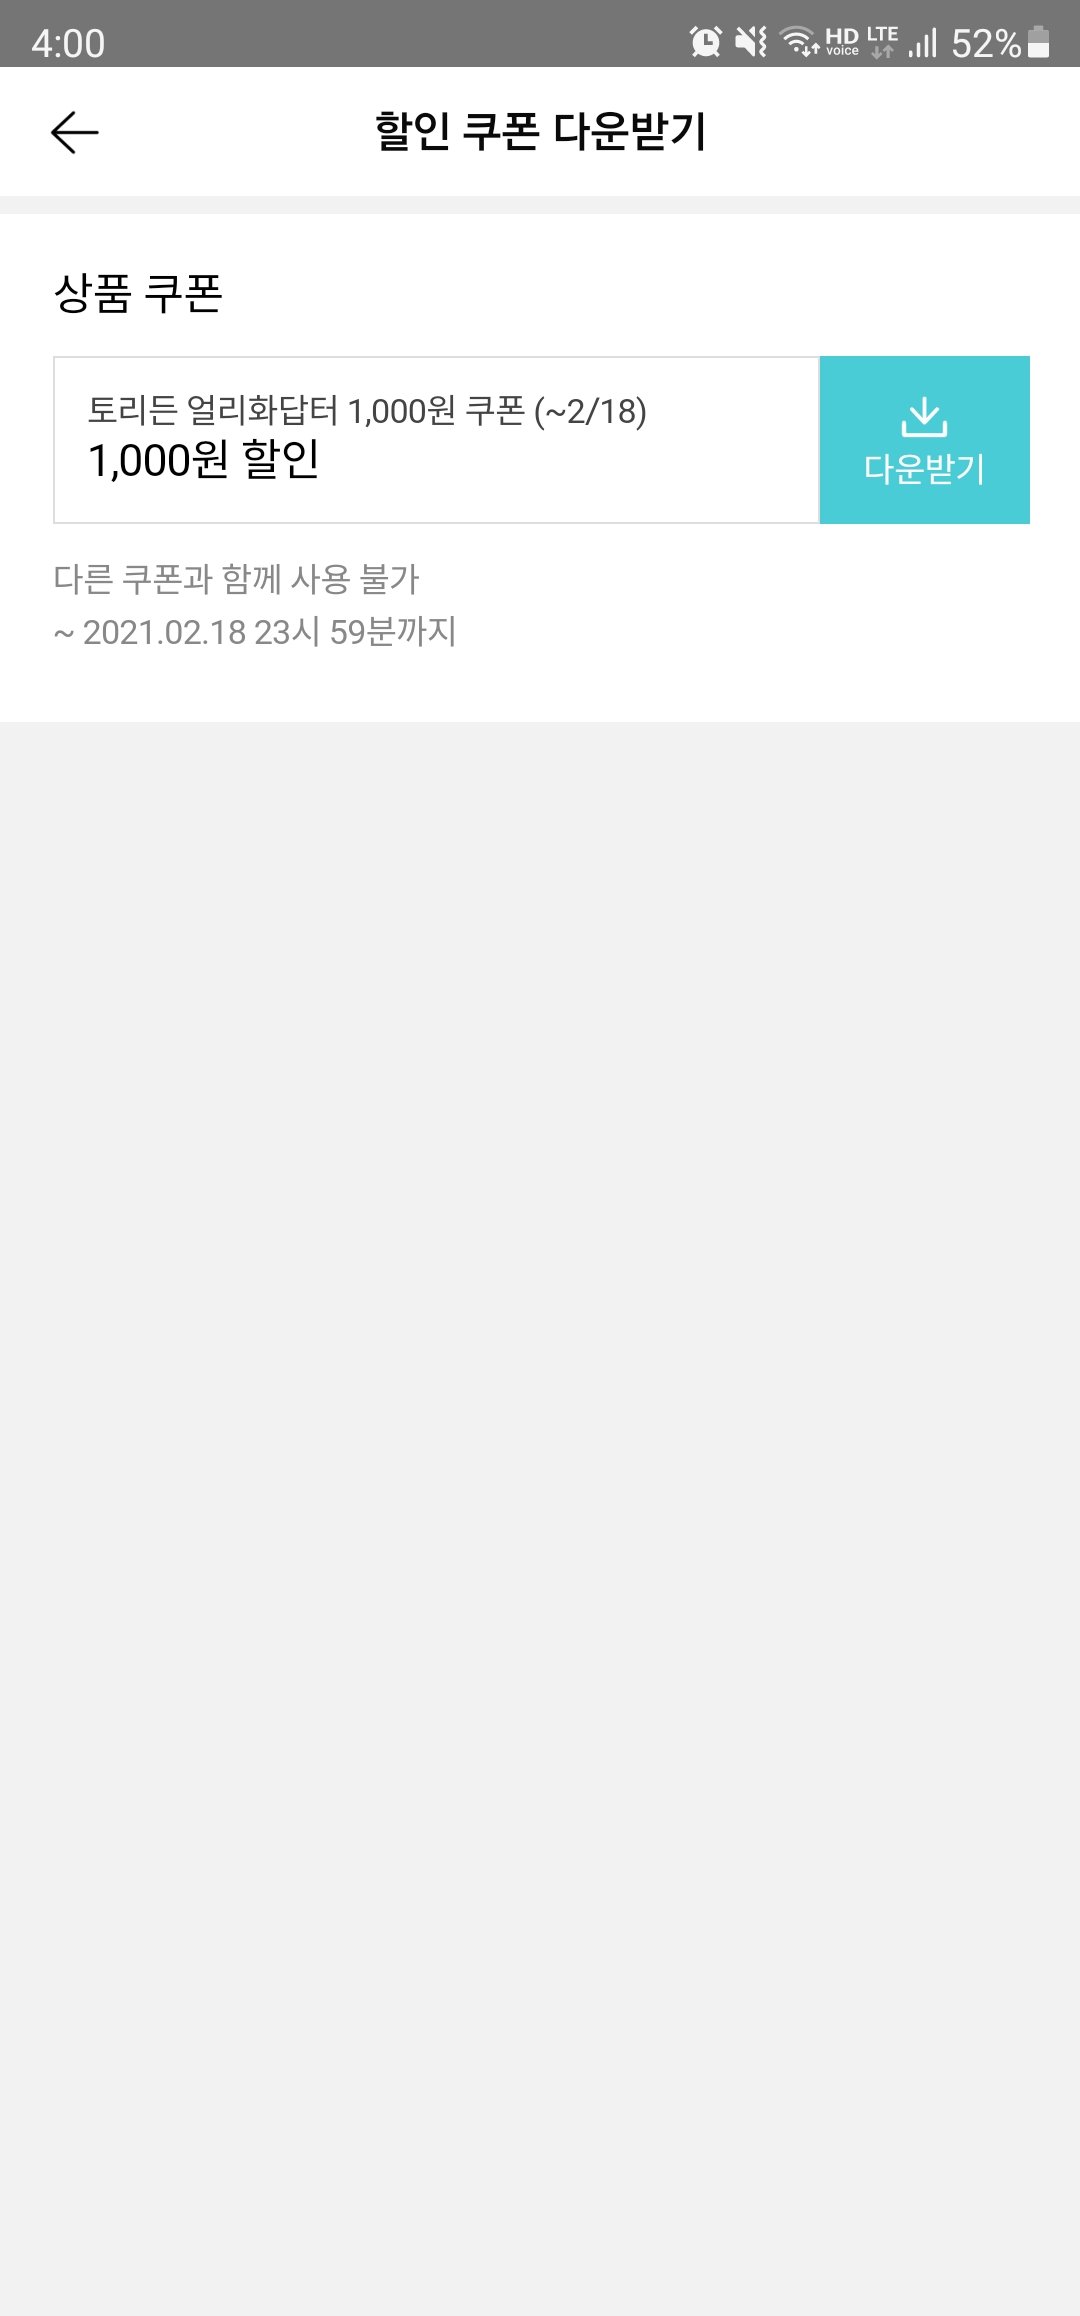 4:00
HD voice LTE 52%
할인 쿠폰 다운받기
상품 쿠폰
토리든 얼리화답터 1,000원 쿠폰 (~2/18)
1,000원 할인
다운받기
다른 쿠폰과 함께 사용 불가
~ 2021.02.18 23시 59분까지